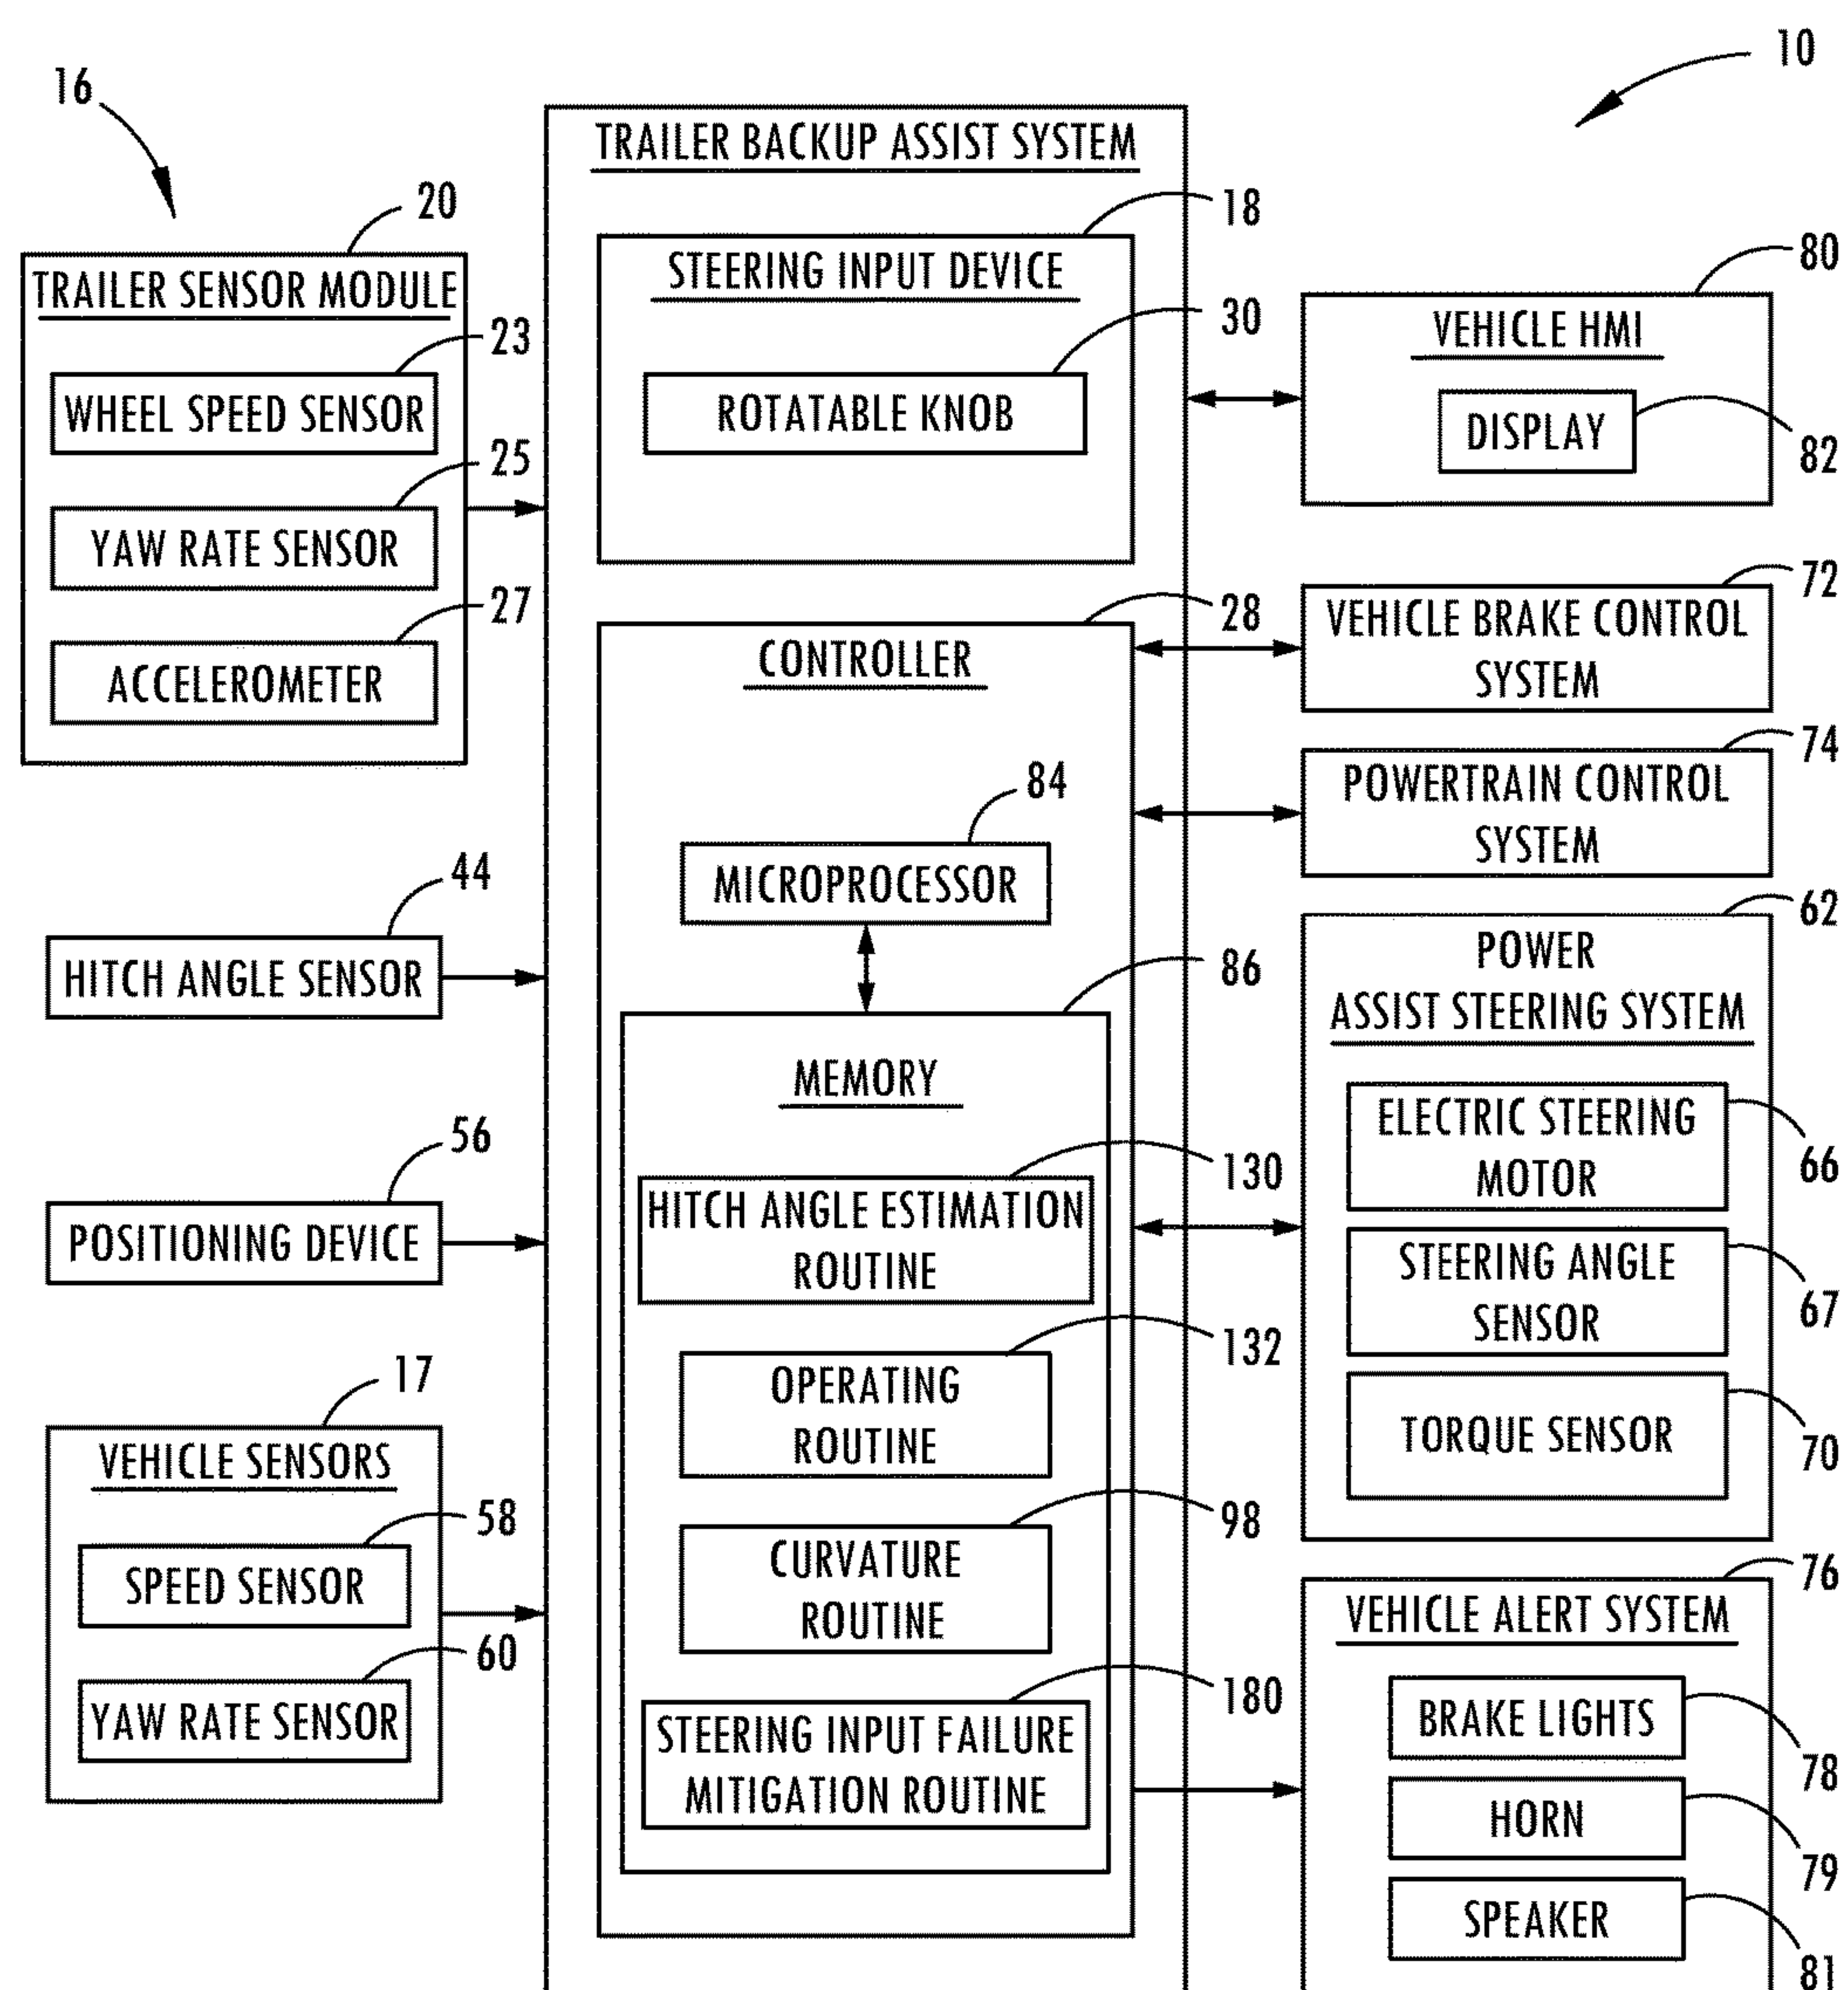 10
16
TRAILER BACKUP ASSIST SYSTEM
20
TRAILER SENSOR MODULE
23
WHEEL SPEED SENSOR
25
YAW RATE SENSOR
27
ACCELEROMETER
44
HITCH ANGLE SENSOR
56
POSITIONING DEVICE
17
VEHICLE SENSORS
58
SPEED SENSOR
60
YAW RATE SENSOR
18
STEERING INPUT DEVICE
30
ROTATABLE KNOB
28
CONTROLLER
84
MICROPROCESSOR
86
MEMORY
130
HITCH ANGLE ESTIMATION
ROUTINE
132
OPERATING
ROUTINE
98
CURVATURE
ROUTINE
180
STEERING INPUT FAILURE
MITIGATION ROUTINE
80
VEHICLE HMI
DISPLAY
82
72
VEHICLE BRAKE CONTROL
SYSTEM
74
POWERTRAIN CONTROL
SYSTEM
62
POWER
ASSIST STEERING SYSTEM
ELECTRIC STEERING
MOTOR
66
STEERING ANGLE
SENSOR
67
TORQUE SENSOR
70
76
VEHICLE ALERT SYSTEM
BRAKE LIGHTS
78
HORN
79
SPEAKER
81